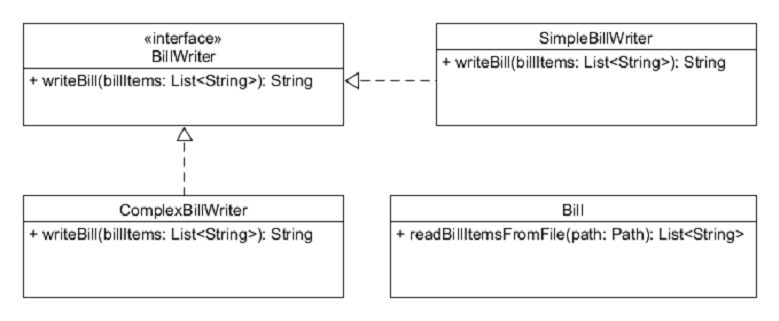 «interface»
BillWriter
+ writeBill(billItems: List<String>): String
SimpleBillWriter
+ writeBill(billItems: List<String>): String
ComplexBillWriter
+ writeBill(billItems: List<String>): String
Bill
+ readBillItemsFromFile(path: Path): List<String>